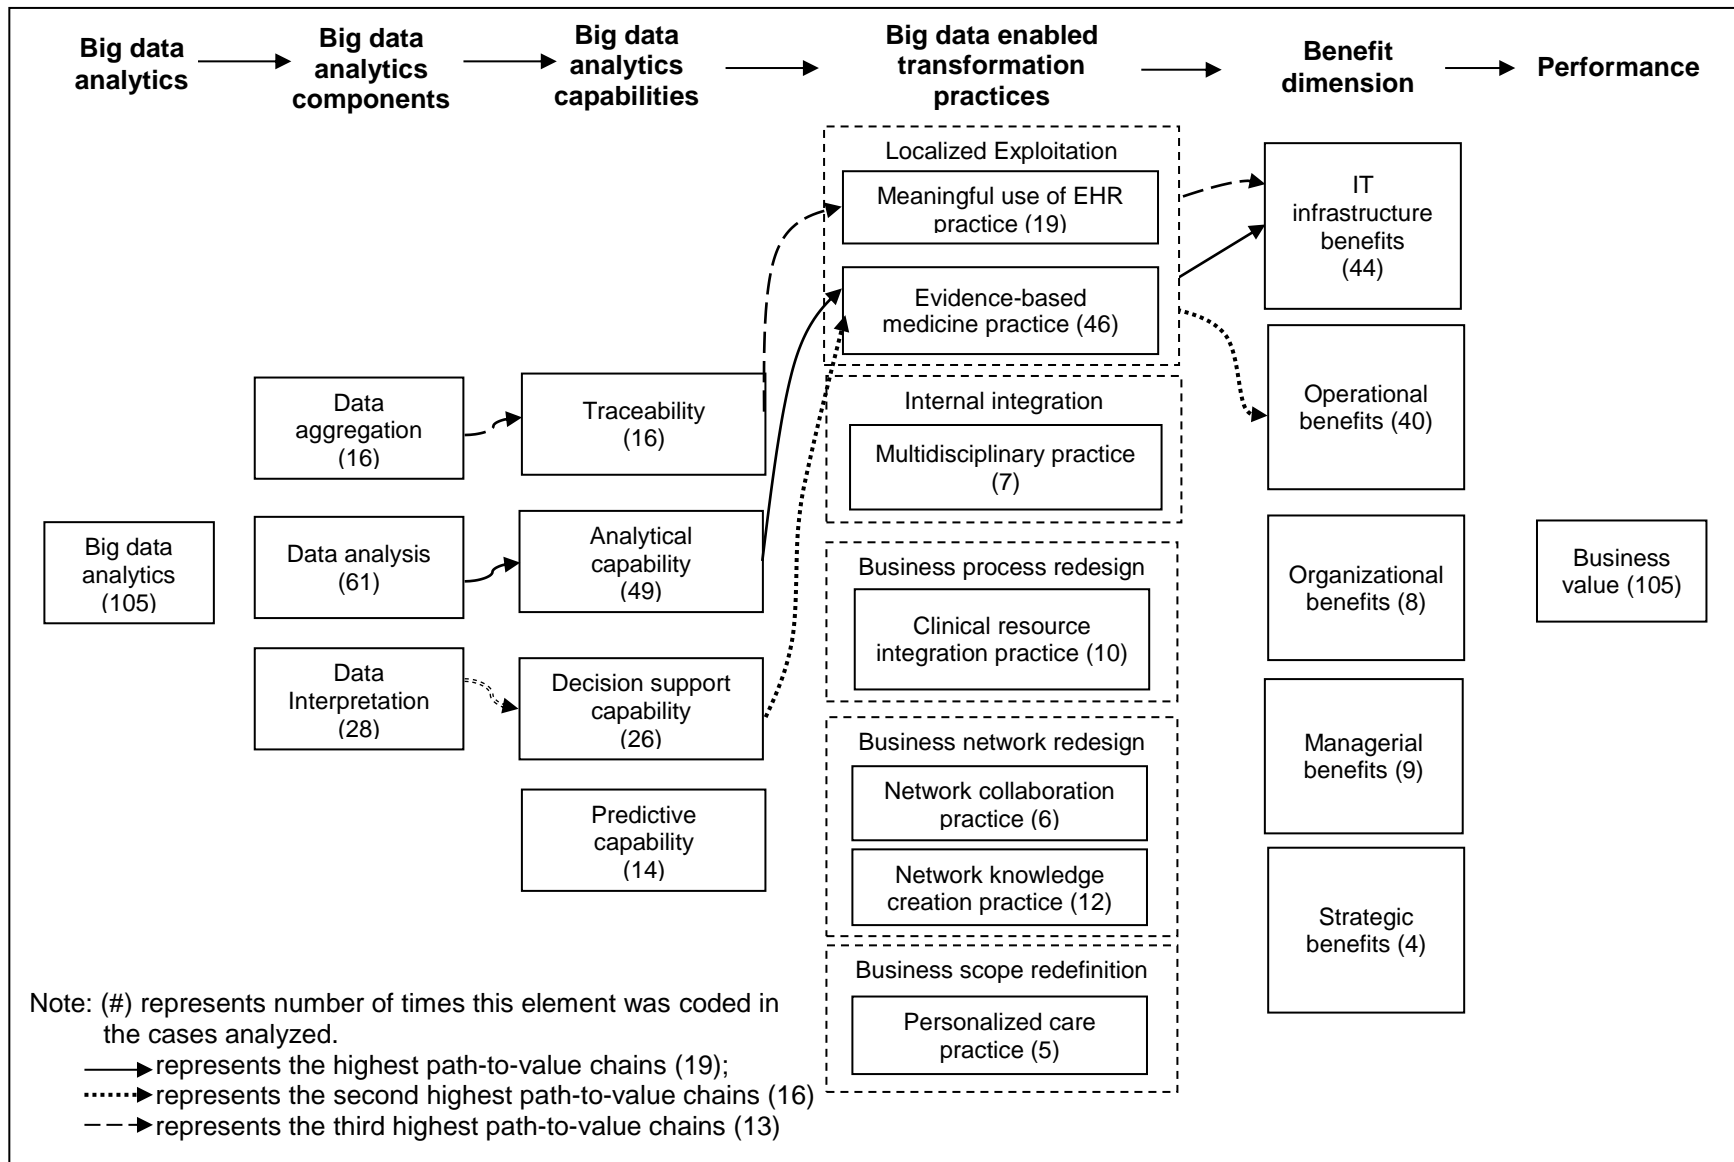 Big data
analytics
Big data
analytics
components
Big data
analytics
capabilities
Big data enabled
transformation
practices
Benefit
dimension
Performance
Big data
analytics
(105)
Data
aggregation
(16)
Data analysis
(61)
Data
Interpretation
(28)
Traceability
(16)
Analytical
capability
(49)
Decision support
capability
(26)
Predictive
capability
(14)
Localized Exploitation
Meaningful use of EHR
practice (19)
Evidence-based
medicine practice (46)
Internal integration
Multidisciplinary practice
(7)
Business process redesign
Clinical resource
integration practice (10)
Business network redesign
Network collaboration
practice (6)
Network knowledge
creation practice (12)
Business scope redefinition
Personalized care
practice (5)
IT
infrastructure
benefits
(44)
Operational
benefits (40)
Organizational
benefits (8)
Managerial
benefits (9)
Strategic
benefits (4)
Business
value (105)
Note: (#) represents number of times this element was coded in
the cases analyzed.
represents the highest path-to-value chains (19);
represents the second highest path-to-value chains (16)
represents the third highest path-to-value chains (13)